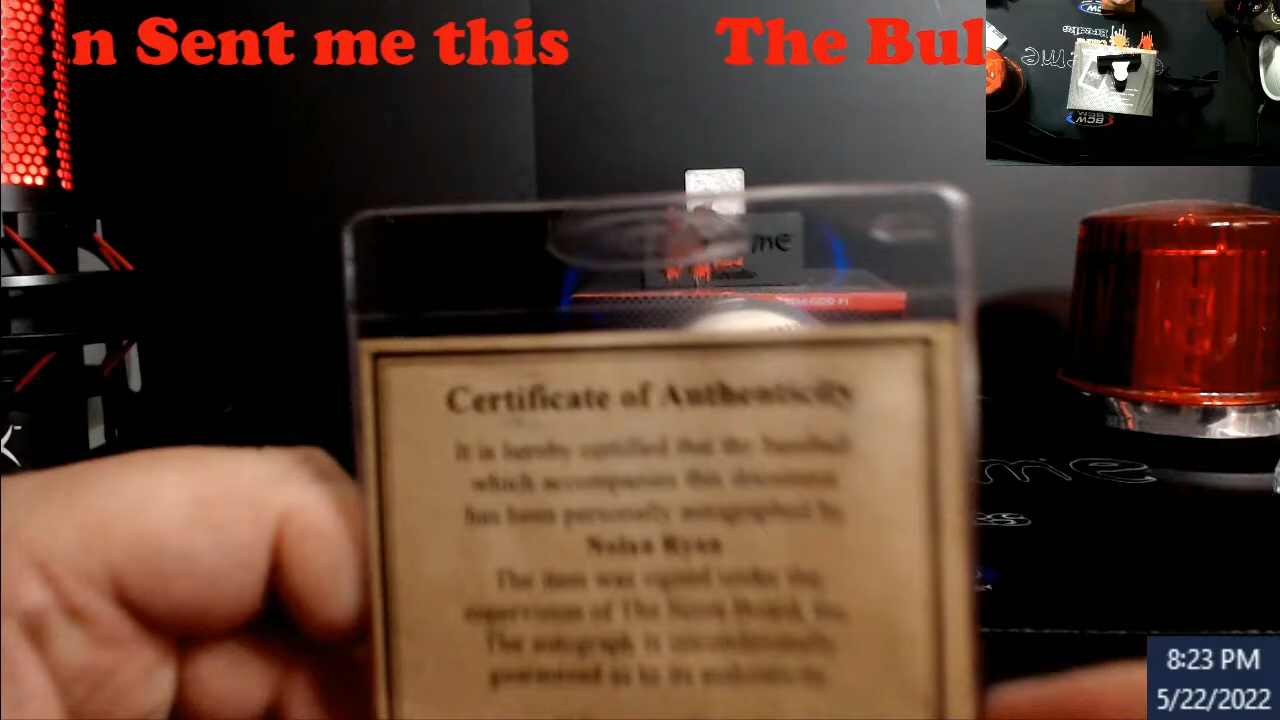 n Sent me this The Bul
me
Certificate of Authenticity
It is hereby certified that the baseball
which accompanies this document
has been personally autographed by
Nolan Ryan
The item was signed under the
supervision of The Score Board, Inc.
The autograph is unconditionally
guaranteed as to its authenticity.
BCW
8:23 PM
5/22/2022